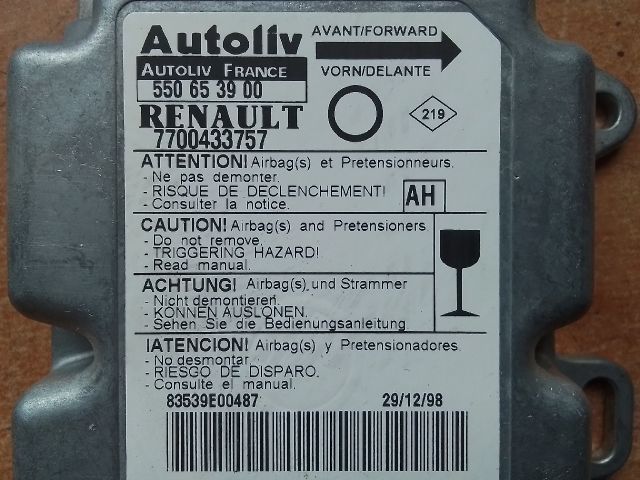 Autoliv
AVANT/FORWARD
AUTOLIV FRANCE
VORN/DELANTE
550 65 39 00
RENAULT
219
7700433757
ATTENTION! Airbag(s) et Pretensionneurs.
- Ne pas demonter.
- RISQUE DE DECLENCHEMENT!
- Consulter la notice.
AH
CAUTION! Airbag(s) and Pretensioners
- Do not remove.
- TRIGGERING HAZARD!
- Read manual.
ACHTUNG! Airbag(s) und Strammer
- Nicht demontieren.
- KONNEN AUSLONEN.
- Sehen Sie die Bedienungsanleitung
!ATENCION! Airbag(s) y Pretensionadores
- No desmontar.
- RIESGO DE DISPARO.
- Consulte el manual.
83539E00487
29/12/98